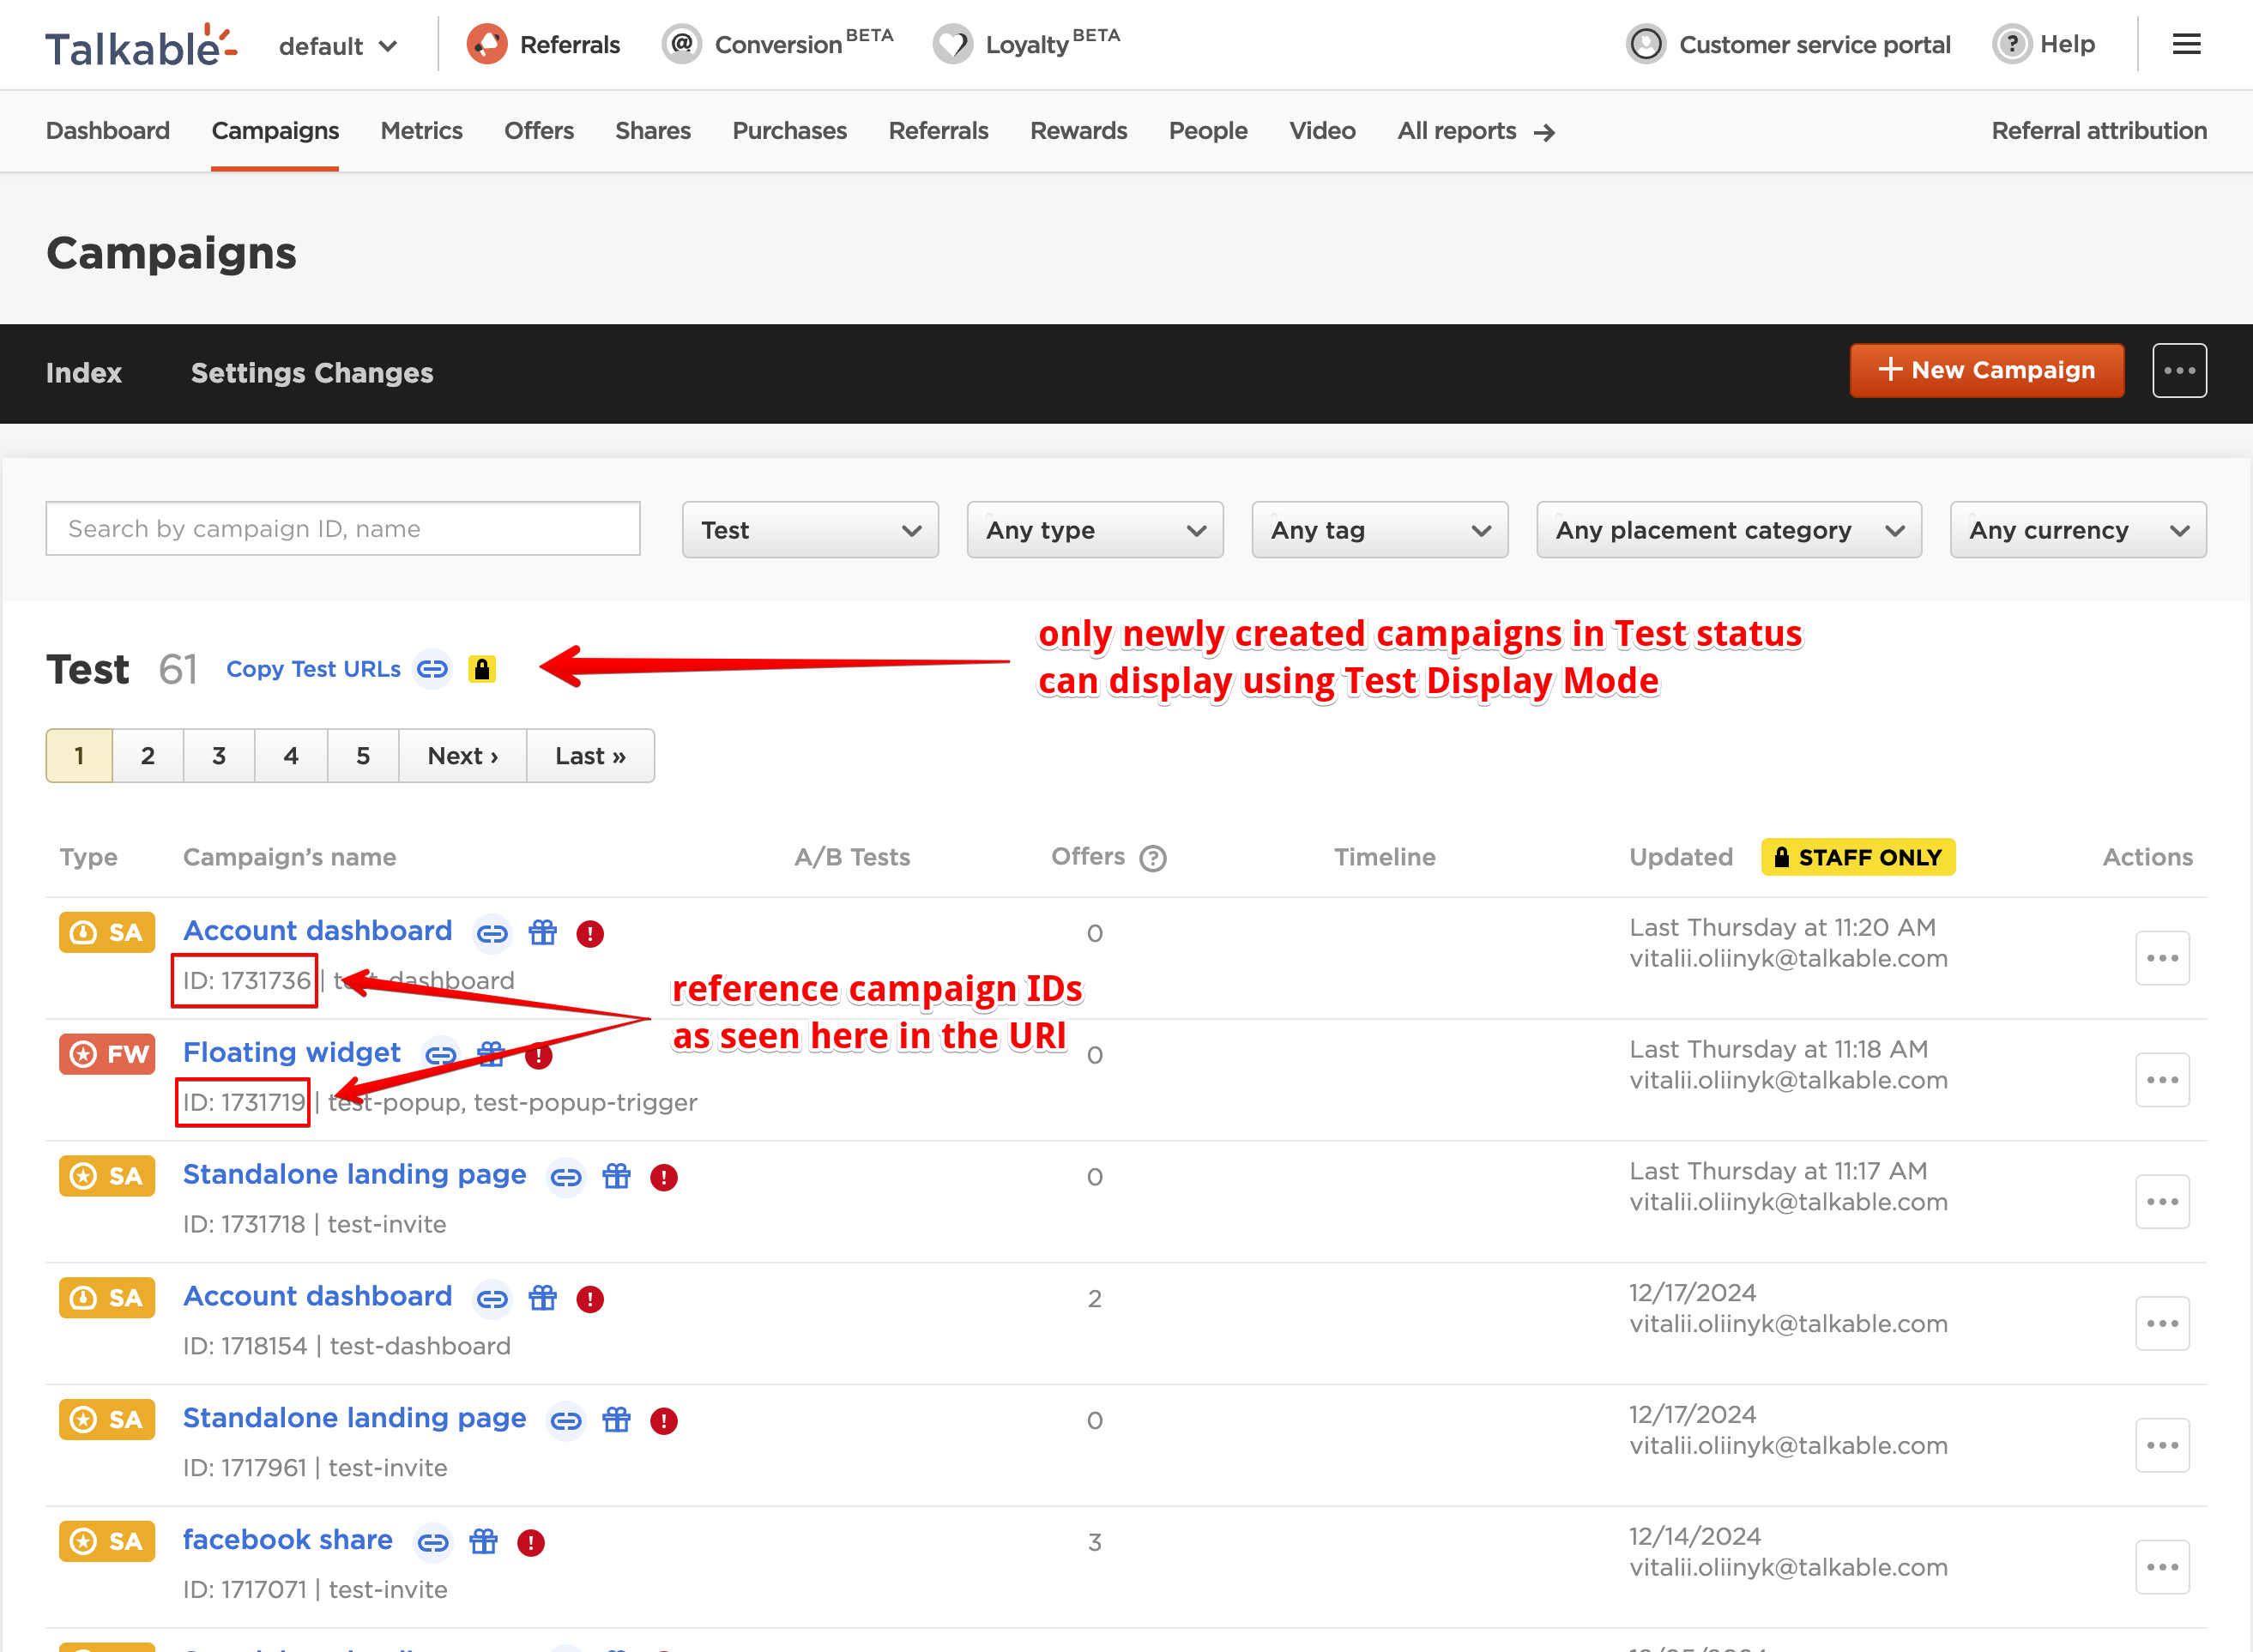 Talkable default Referrals @ Conversion BETA Loyalty BETA Customer service portal ? Help
Dashboard Campaigns Metrics Offers Shares Purchases Referrals Rewards People Video All reports → Referral attribution
Campaigns
Index Settings Changes + New Campaign •••
Search by campaign ID, name Test Any type Any tag Any placement category Any currency
only newly created campaigns in Test status
can display using Test Display Mode
Test 61 Copy Test URLs
1 2 3 4 5 Next › Last »
Type Campaign's name A/B Tests Offers ? Timeline Updated STAFF ONLY Actions
SA Account dashboard ! 0 Last Thursday at 11:20 AM
vitalii.oliinyk@talkable.com
ID: 1731736 | test-dashboard
reference campaign IDs
as seen here in the URl
FW Floating widget ! 0 Last Thursday at 11:18 AM
vitalii.oliinyk@talkable.com
ID: 1731719 | test-popup, test-popup-trigger
SA Standalone landing page ! 0 Last Thursday at 11:17 AM
vitalii.oliinyk@talkable.com
ID: 1731718 | test-invite
SA Account dashboard ! 2 12/17/2024
vitalii.oliinyk@talkable.com
ID: 1718154 | test-dashboard
SA Standalone landing page ! 0 12/17/2024
vitalii.oliinyk@talkable.com
ID: 1717961 | test-invite
SA facebook share ! 3 12/14/2024
vitalii.oliinyk@talkable.com
ID: 1717071 | test-invite